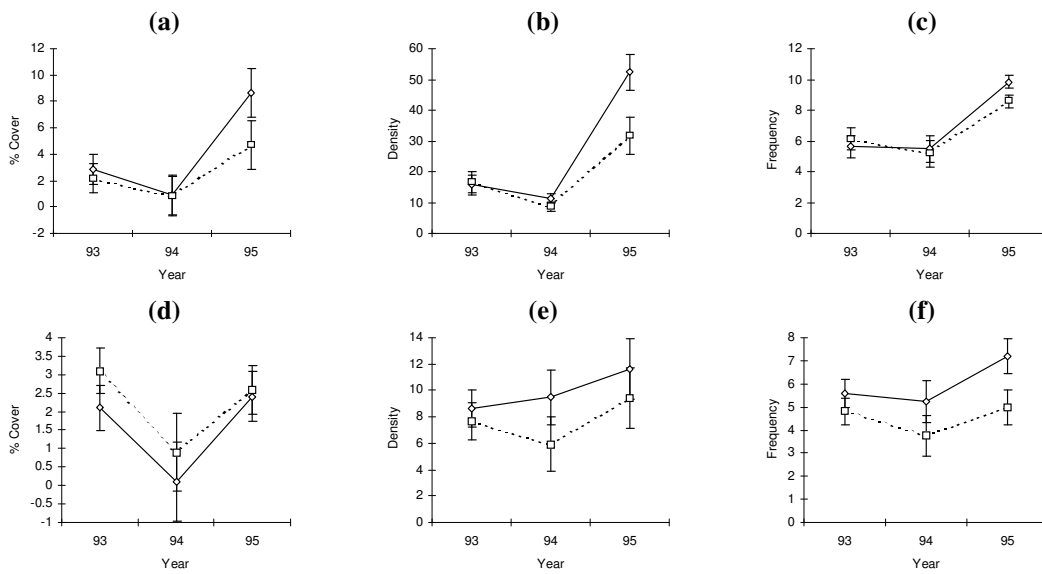 (a)
12
10
8
6
4
2
0
-2
% Cover
93 94 95
Year
(b)
60
50
40
30
20
10
0
Density
93 94 95
Year
(c)
12
10
8
6
4
2
0
Frequency
93 94 95
Year
(d)
4
3.5
3
2.5
2
1.5
1
0.5
0
-0.5
-1
% Cover
93 94 95
Year
(e)
14
12
10
8
6
4
2
0
Density
93 94 95
Year
(f)
8
7
6
5
4
3
2
1
0
Frequency
93 94 95
Year